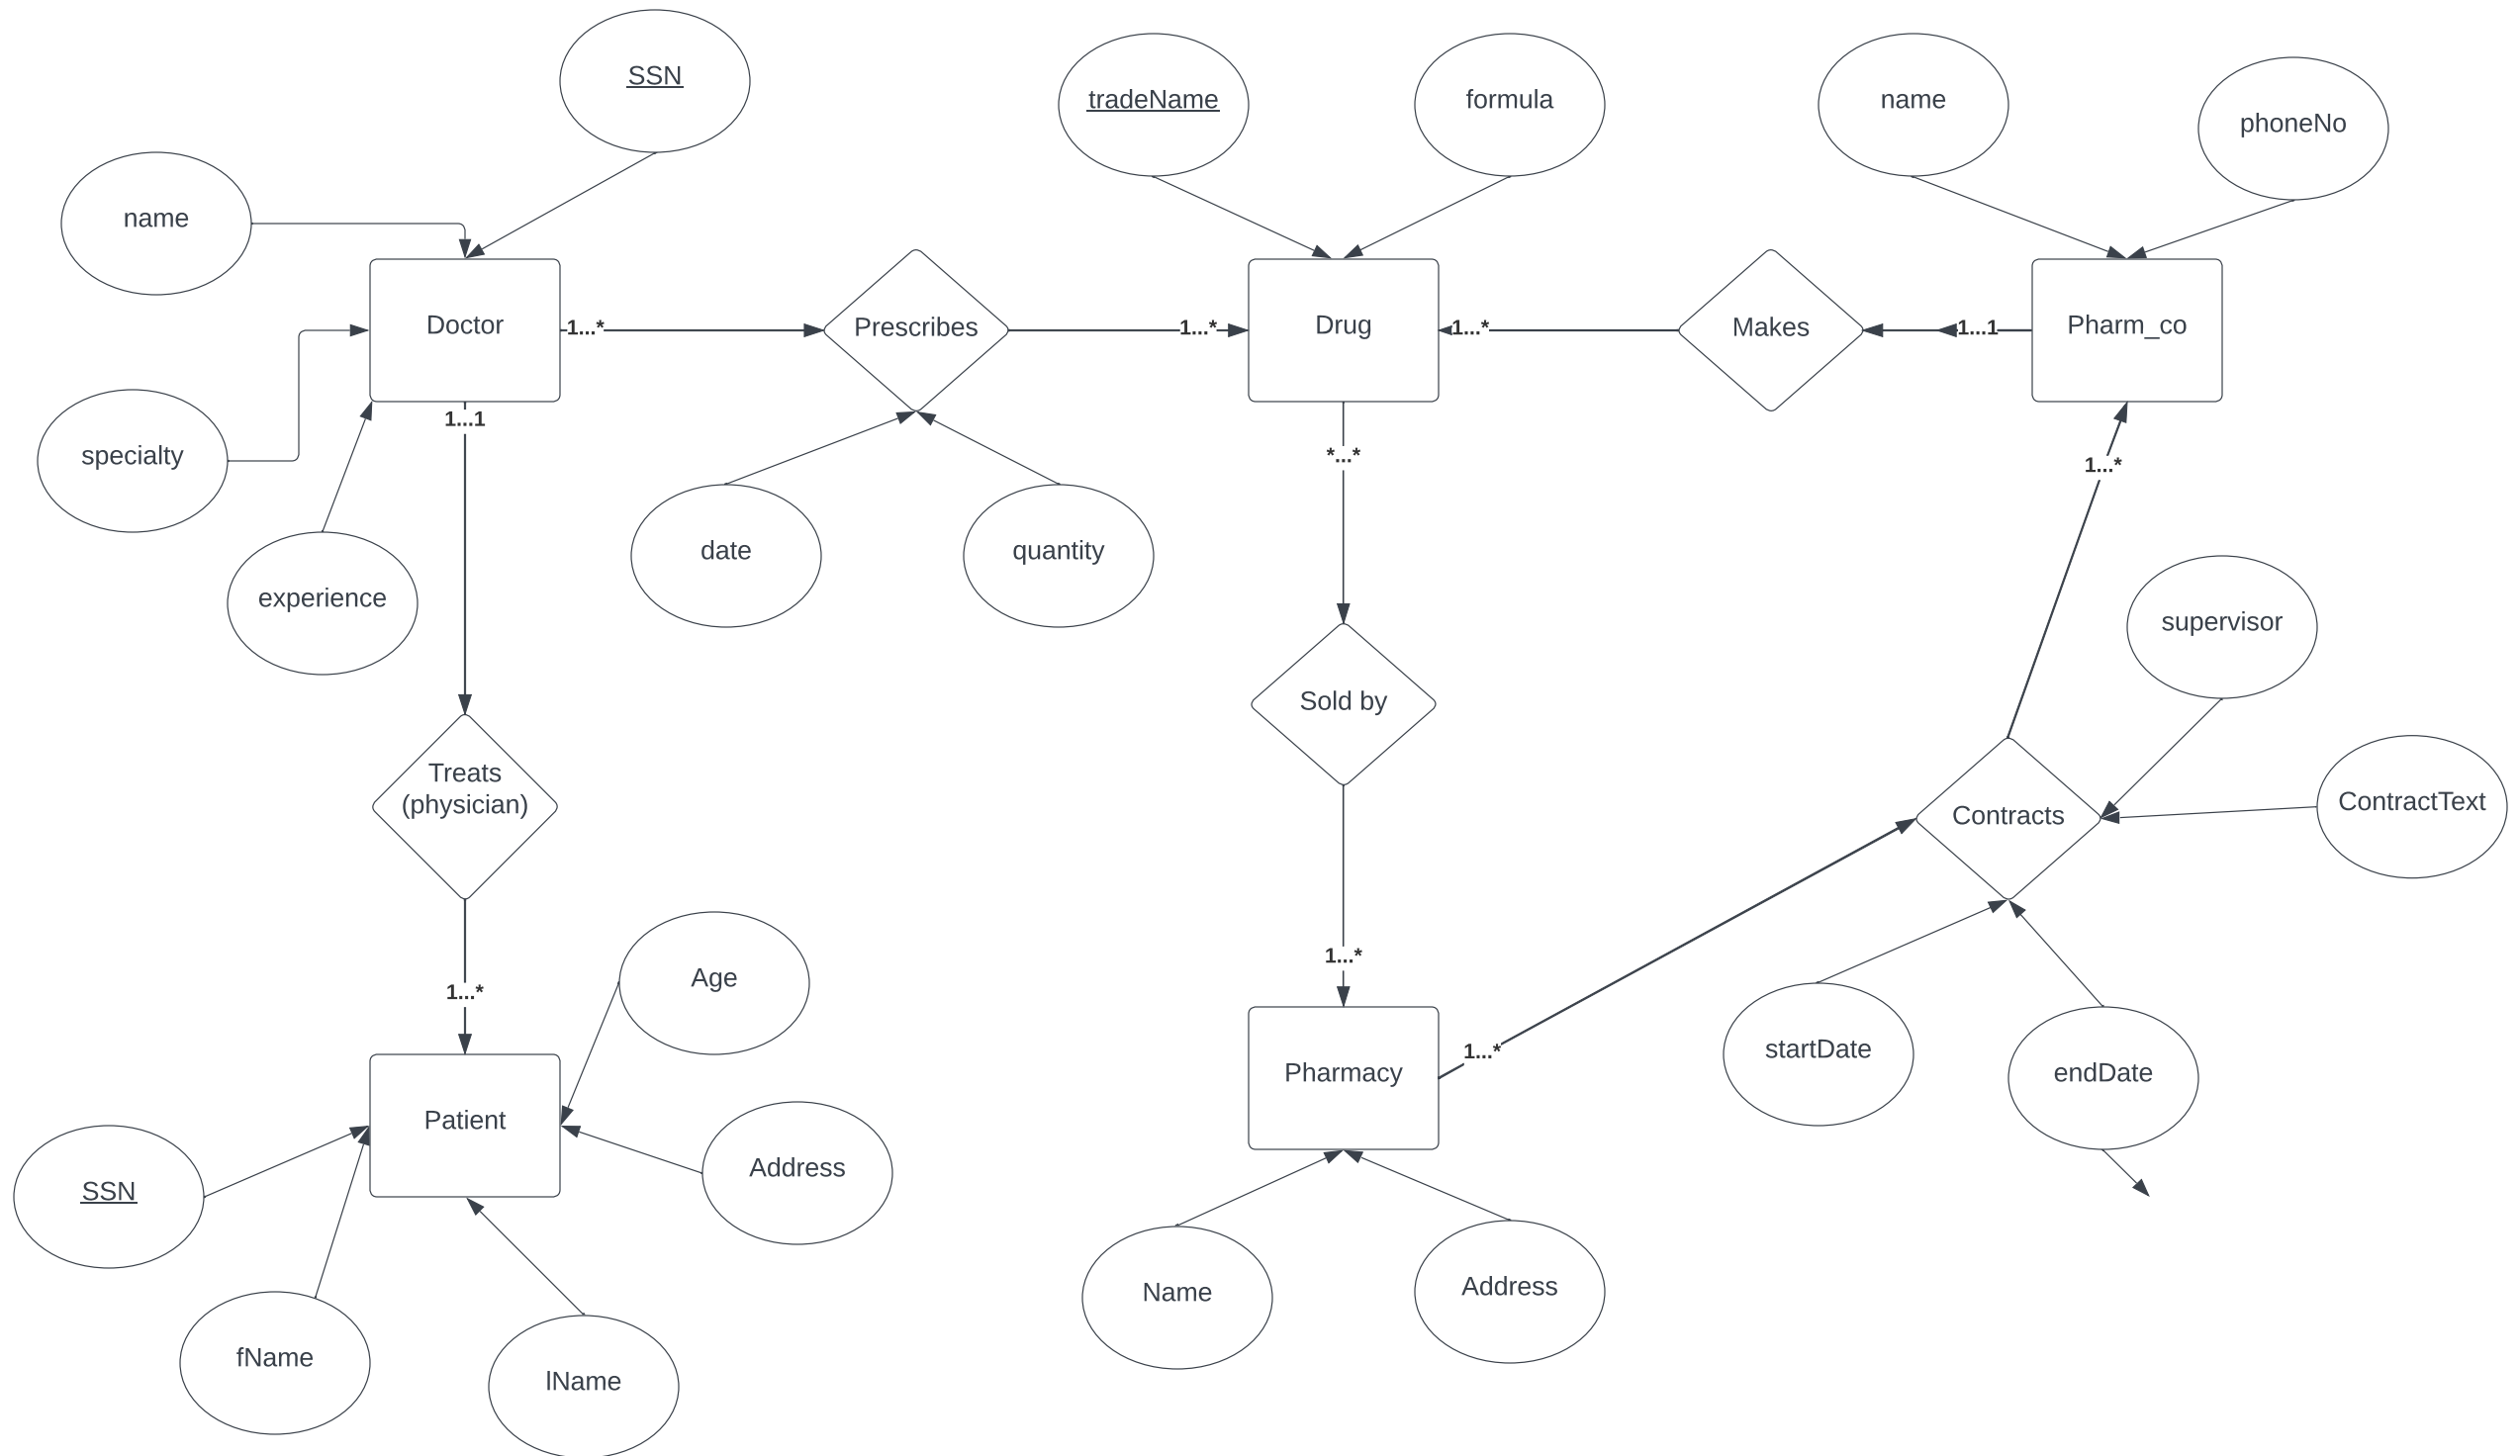 SSN
tradeName
formula
name
phoneNo
name
Doctor
1...*
Prescribes
1...*
Drug
1...*
Makes
1...1
Pharm_co
1...1
specialty
*...*
1...*
date
quantity
experience
supervisor
Sold by
Treats
(physician)
Contracts
ContractText
1...*
1...*
Age
startDate
endDate
1...*
Pharmacy
Patient
Address
SSN
Name
Address
fName
lName